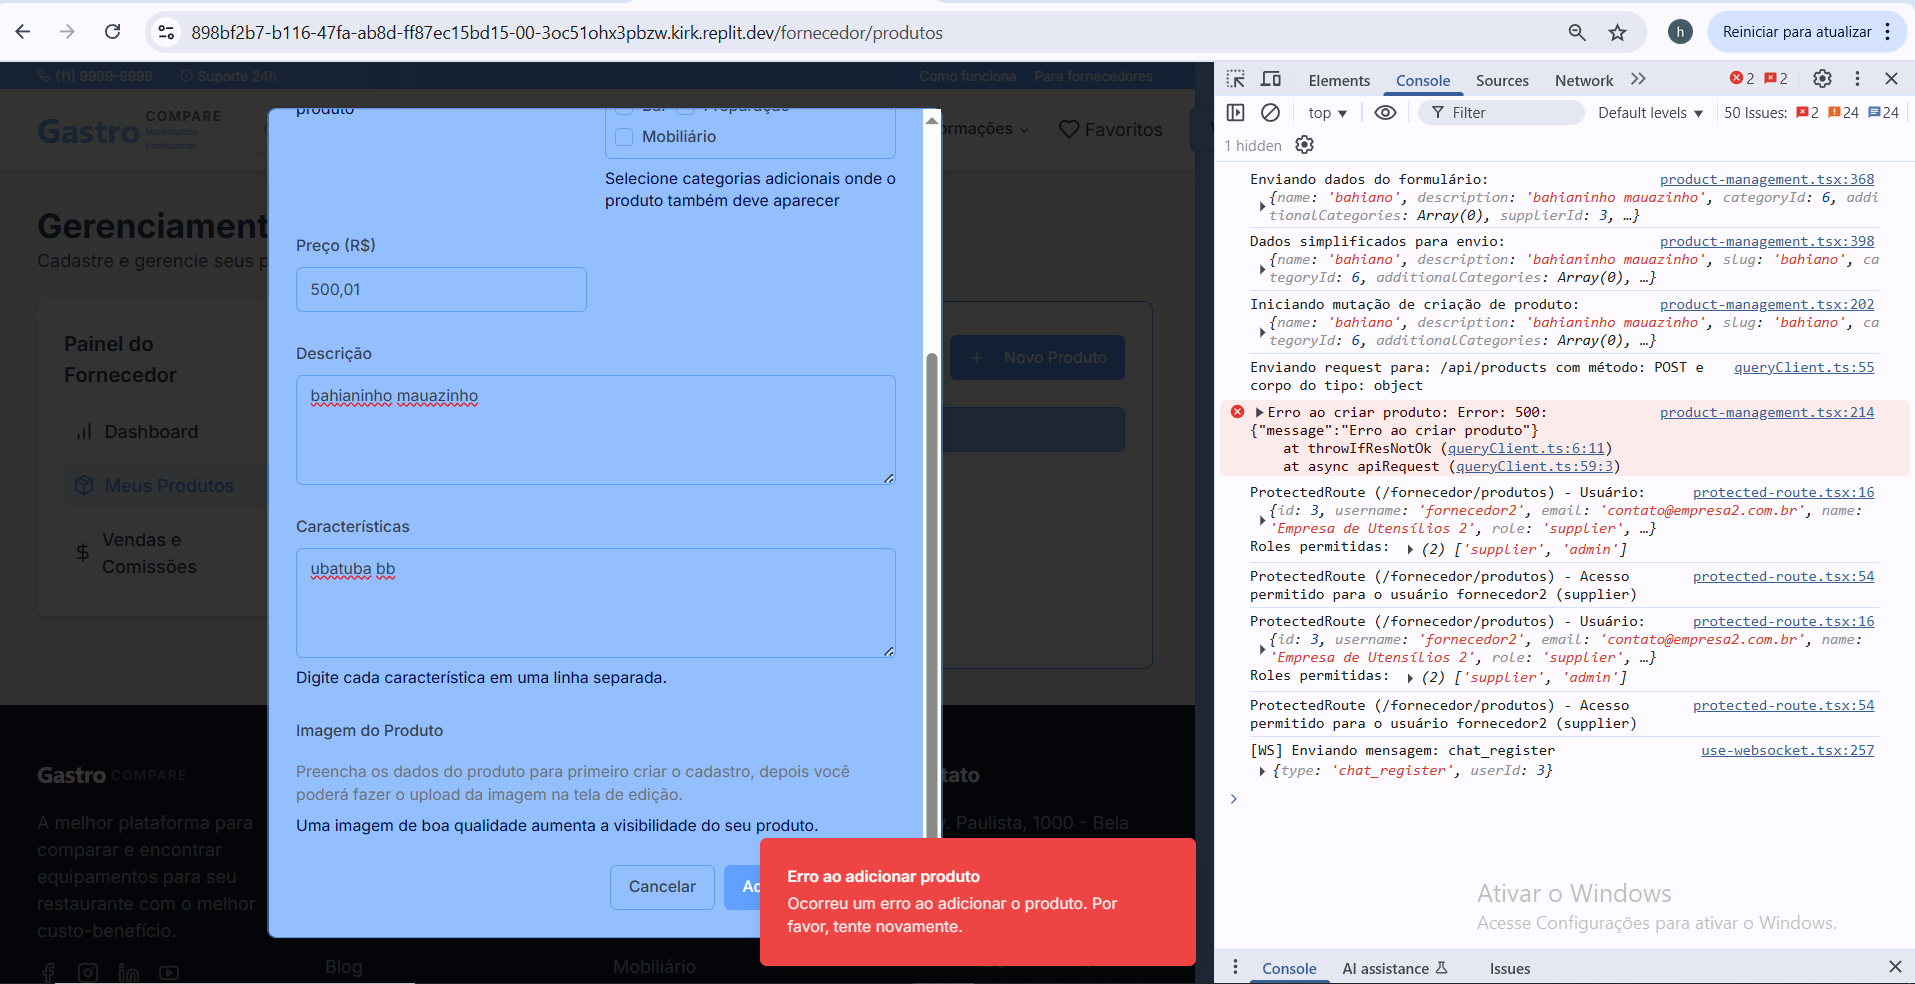 898bf2b7-b116-47fa-ab8d-ff87ec15bd15-00-3oc51ohx3pbzw.kirk.replit.dev/fornecedor/produtos
h
Reiniciar para atualizar
(11) 9999-9999
Suporte 24h
Como funciona
Para fornecedores
Gastro
COMPARE
Marketplace
Profissional
ormações
Favoritos
Gerenciament
Cadastre e gerencie seus p
Painel do
Fornecedor
Dashboard
Meus Produtos
Vendas e
Comissões
Novo Produto
produto
Bar
Preparação
Mobiliário
Selecione categorias adicionais onde o
produto também deve aparecer
Preço (R$)
500,01
Descrição
bahianinho mauazinho
Características
ubatuba bb
Digite cada característica em uma linha separada.
Imagem do Produto
Preencha os dados do produto para primeiro criar o cadastro, depois você
poderá fazer o upload da imagem na tela de edição.
Uma imagem de boa qualidade aumenta a visibilidade do seu produto.
Cancelar
Ad
Erro ao adicionar produto
Ocorreu um erro ao adicionar o produto. Por
favor, tente novamente.
Gastro COMPARE
A melhor plataforma para
comparar e encontrar
equipamentos para seu
restaurante com o melhor
custo-benefício.
Blog
Mobiliário
tato
. Paulista, 1000 - Bela
Elements
Console
Sources
Network
2
2
top
Filter
Default levels
50 Issues:
2
24
24
1 hidden
Enviando dados do formulário: product-management.tsx:368
{name: 'bahiano', description: 'bahianinho mauazinho', categoryId: 6, addi
tionalCategories: Array(0), supplierId: 3, …}
Dados simplificados para envio: product-management.tsx:398
{name: 'bahiano', description: 'bahianinho mauazinho', slug: 'bahiano', ca
tegoryId: 6, additionalCategories: Array(0), …}
Iniciando mutação de criação de produto: product-management.tsx:202
{name: 'bahiano', description: 'bahianinho mauazinho', slug: 'bahiano', ca
tegoryId: 6, additionalCategories: Array(0), …}
Enviando request para: /api/products com método: POST e queryClient.ts:55
corpo do tipo: object
Erro ao criar produto: Error: 500: product-management.tsx:214
{"message":"Erro ao criar produto"}
at throwIfResNotOk (queryClient.ts:6:11)
at async apiRequest (queryClient.ts:59:3)
ProtectedRoute (/fornecedor/produtos) - Usuário: protected-route.tsx:16
{id: 3, username: 'fornecedor2', email: 'contato@empresa2.com.br', name:
'Empresa de Utensílios 2', role: 'supplier', …}
Roles permitidas: (2) ['supplier', 'admin']
ProtectedRoute (/fornecedor/produtos) - Acesso protected-route.tsx:54
permitido para o usuário fornecedor2 (supplier)
ProtectedRoute (/fornecedor/produtos) - Usuário: protected-route.tsx:16
{id: 3, username: 'fornecedor2', email: 'contato@empresa2.com.br', name:
'Empresa de Utensílios 2', role: 'supplier', …}
Roles permitidas: (2) ['supplier', 'admin']
ProtectedRoute (/fornecedor/produtos) - Acesso protected-route.tsx:54
permitido para o usuário fornecedor2 (supplier)
[WS] Enviando mensagem: chat_register use-websocket.tsx:257
{type: 'chat_register', userId: 3}
Ativar o Windows
Acesse Configurações para ativar o Windows.
Console
AI assistance
Issues